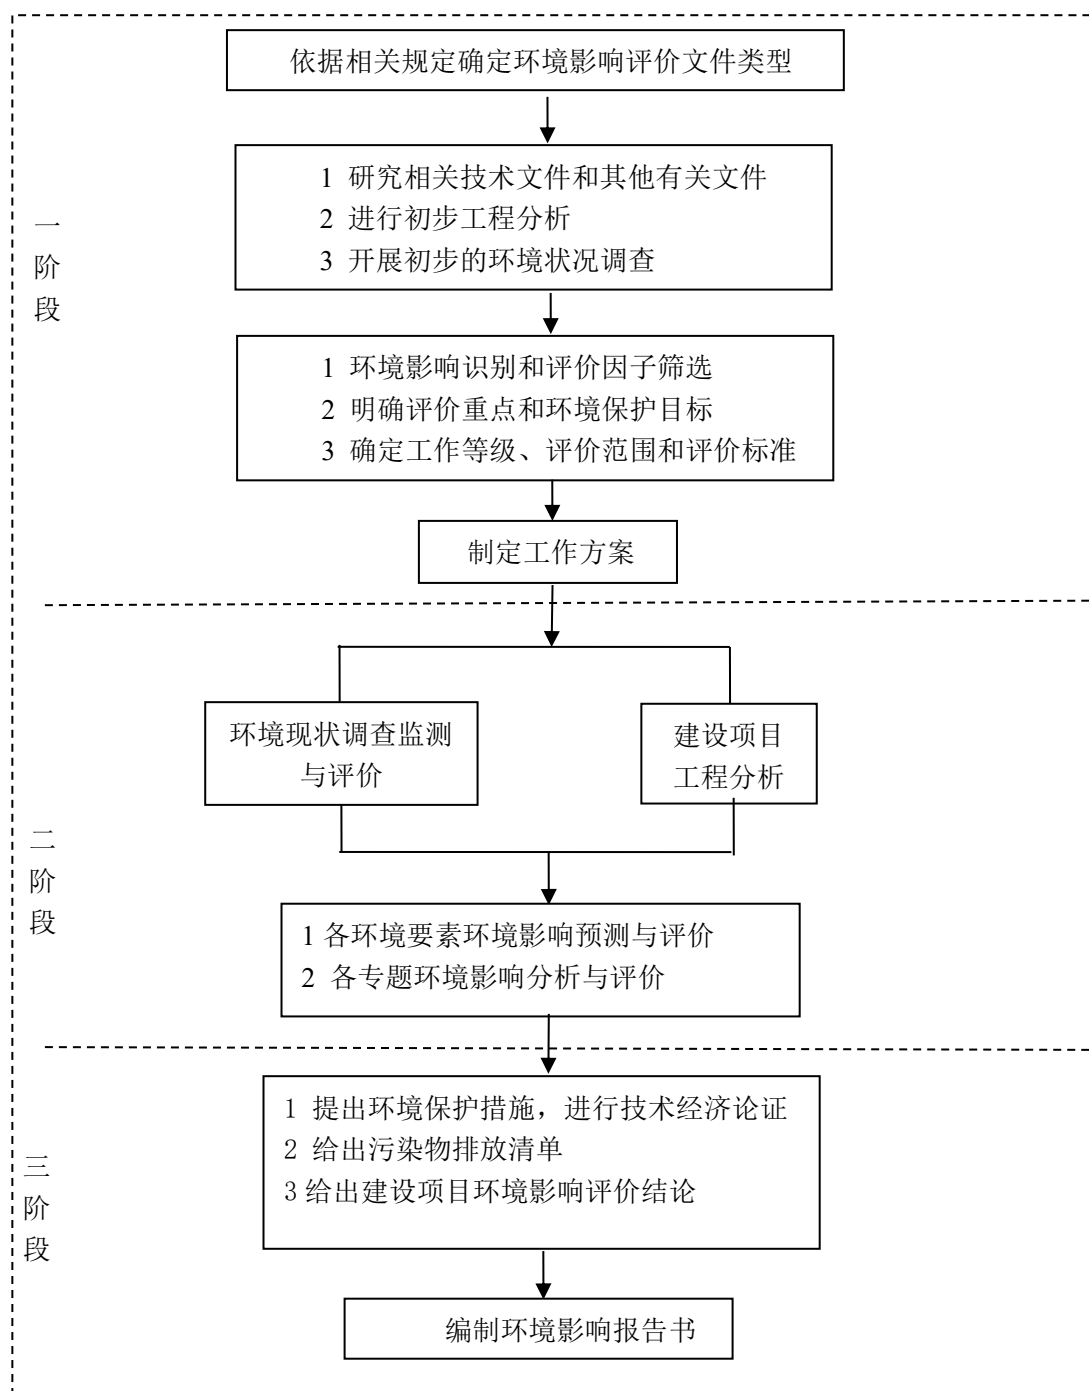 依据相关规定确定环境影响评价文件类型
1 研究相关技术文件和其他有关文件
2 进行初步工程分析
3 开展初步的环境状况调查
一
阶
段
1 环境影响识别和评价因子筛选
2 明确评价重点和环境保护目标
3 确定工作等级、评价范围和评价标准
制定工作方案
环境现状调查监测
与评价
建设项目
工程分析
二
阶
段
1 各环境要素环境影响预测与评价
2 各专题环境影响分析与评价
1 提出环境保护措施，进行技术经济论证
2 给出污染物排放清单
3 给出建设项目环境影响评价结论
三
阶
段
编制环境影响报告书